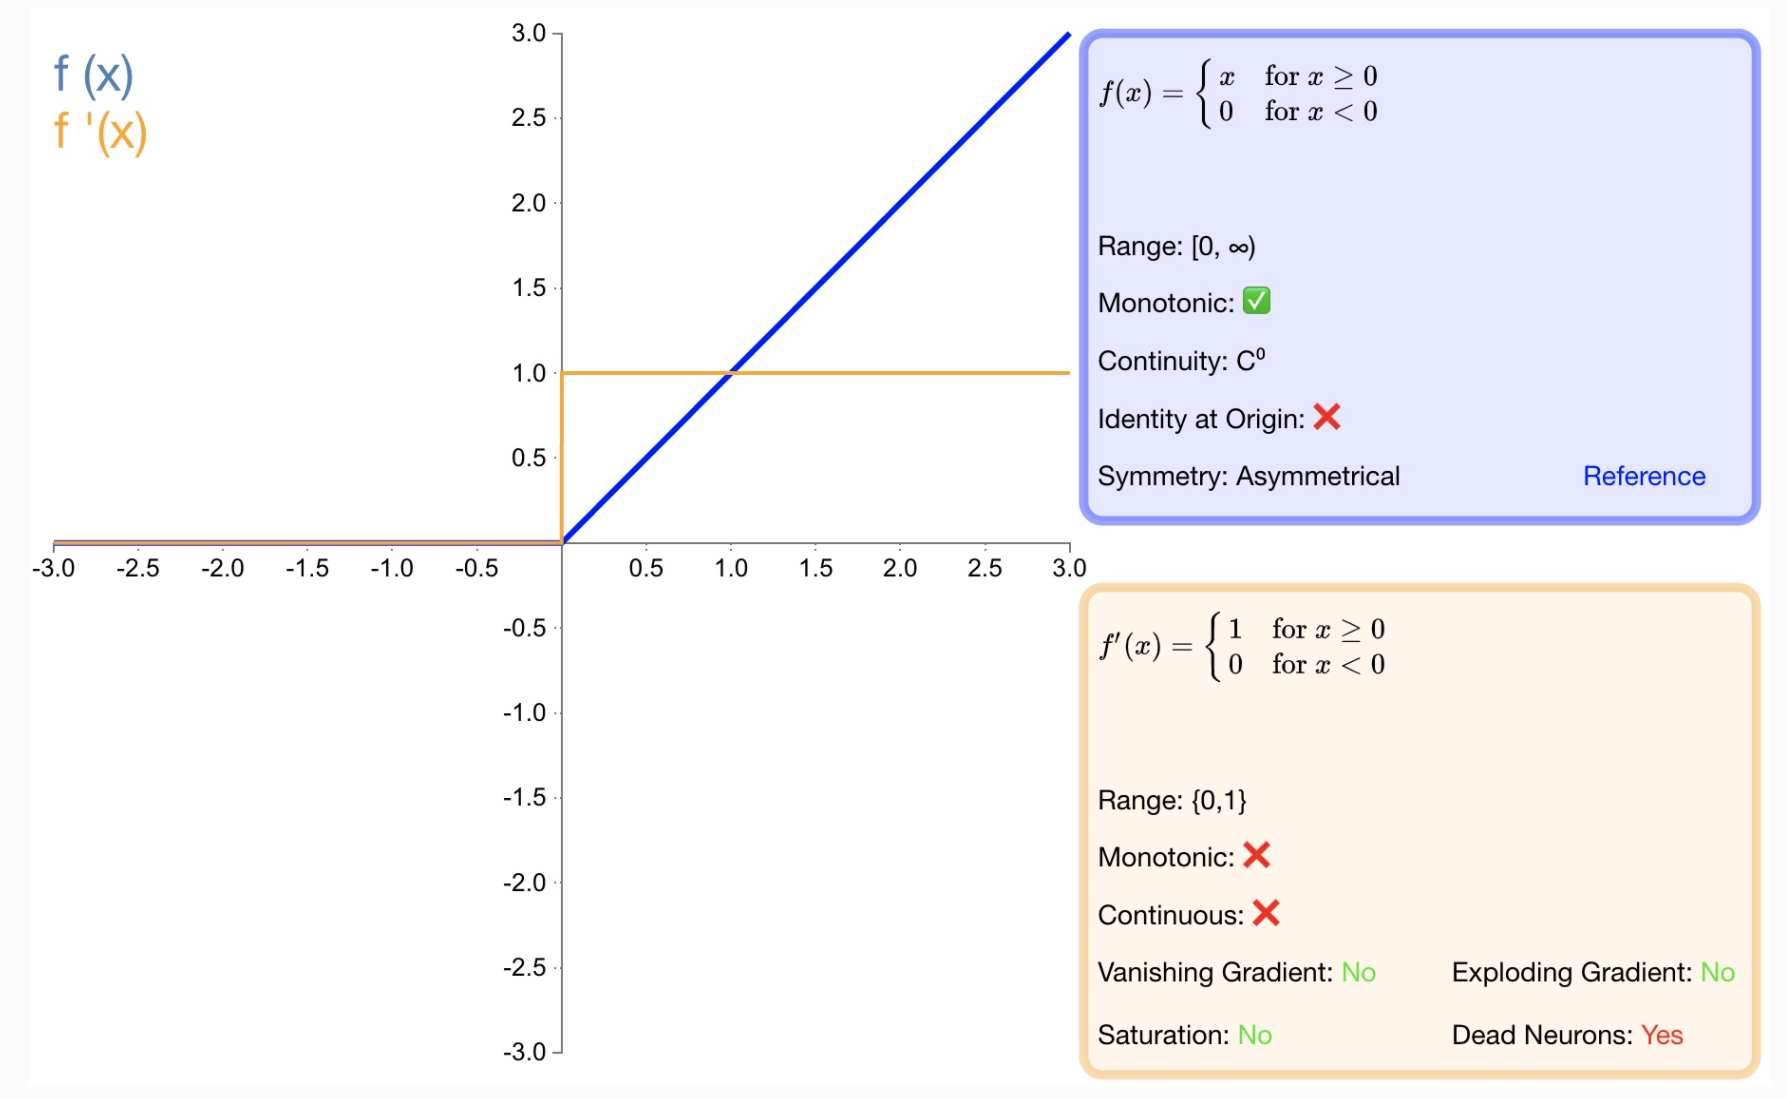 f (x)
f '(x)
3.0
2.5
2.0
1.5
1.0
0.5
-3.0 -2.5 -2.0 -1.5 -1.0 -0.5 0.5 1.0 1.5 2.0 2.5 3.0
-0.5
-1.0
-1.5
-2.0
-2.5
-3.0
f(x) = { x for x ≥ 0
0 for x < 0
Range: [0, ∞)
Monotonic: ✅
Continuity: C⁰
Identity at Origin: ❌
Symmetry: Asymmetrical Reference
f′(x) = { 1 for x ≥ 0
0 for x < 0
Range: {0,1}
Monotonic: ❌
Continuous: ❌
Vanishing Gradient: No Exploding Gradient: No
Saturation: No Dead Neurons: Yes